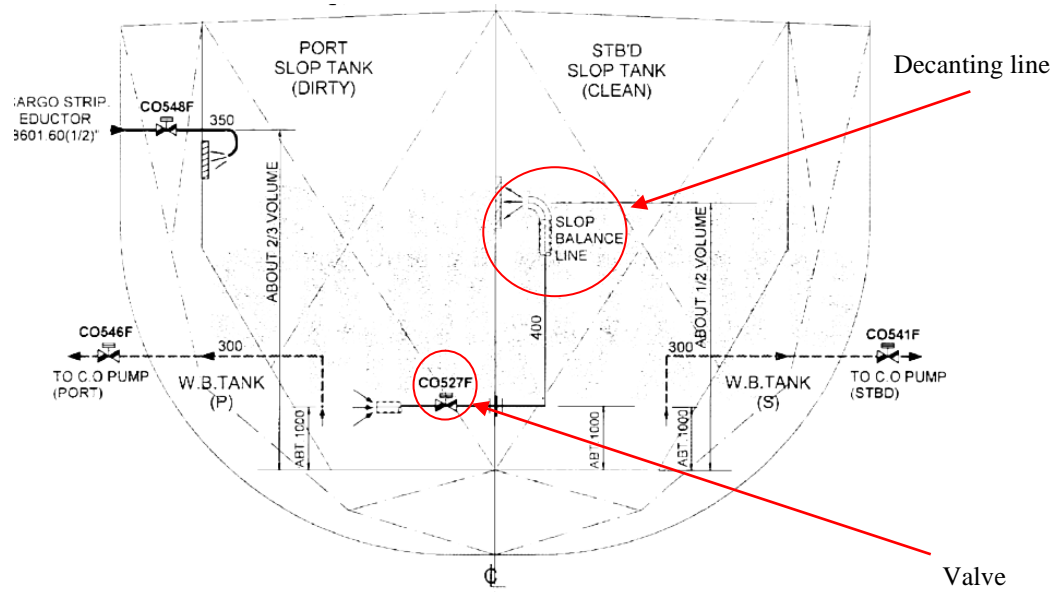 PORT
SLOP TANK
(DIRTY)
STB'D
SLOP TANK
(CLEAN)
Decanting line
CARGO STRIP.
EDUCTOR
CO548F
350
ABOUT 2/3 VOLUME
SLOP
BALANCE
LINE
ABOUT 1/2 VOLUME
400
CO546F
300
TO C.O PUMP
(PORT)
W.B.TANK
(P)
CO527F
300
CO541F
W.B.TANK
(S)
TO C.O PUMP
(STBD)
ABT. 1000
ABT. 1000
ABT. 1000
Valve